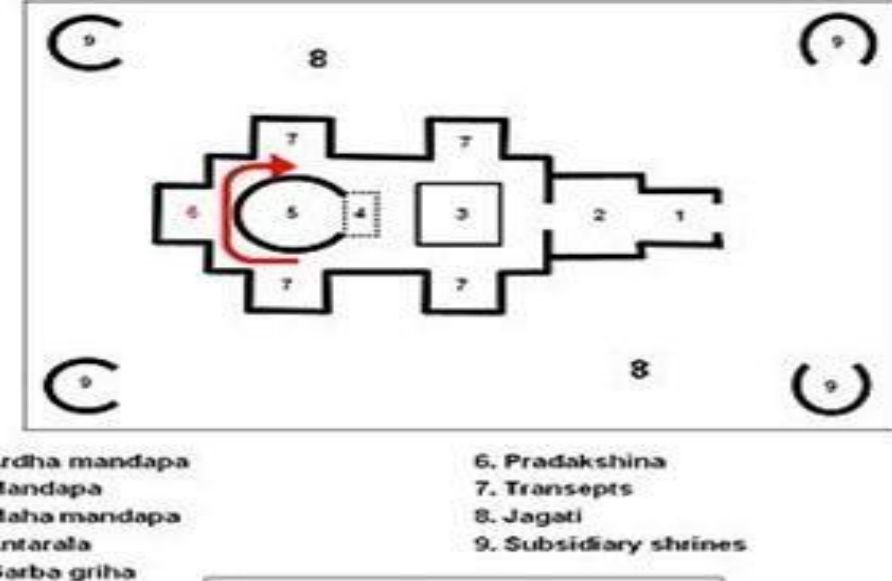 9 9
8
7 7
6 5 4 3 2 1
7 7
8
9 9
rdha mandapa
landapa
laha mandapa
ntarala
arba griha
6. Pradakshina
7. Transepts
8. Jagati
9. Subsidiary shrines